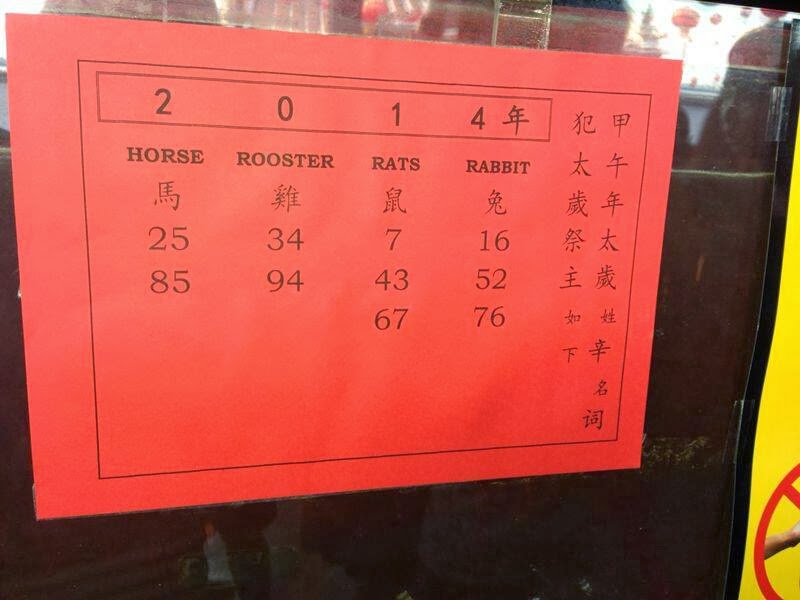 2 0 1 4 年
HORSE ROOSTER RATS RABBIT
馬 雞 鼠 兔
25 34 7 16
85 94 43 52
67 76
甲午年太歲姓辛名词
犯太歲祭主如下